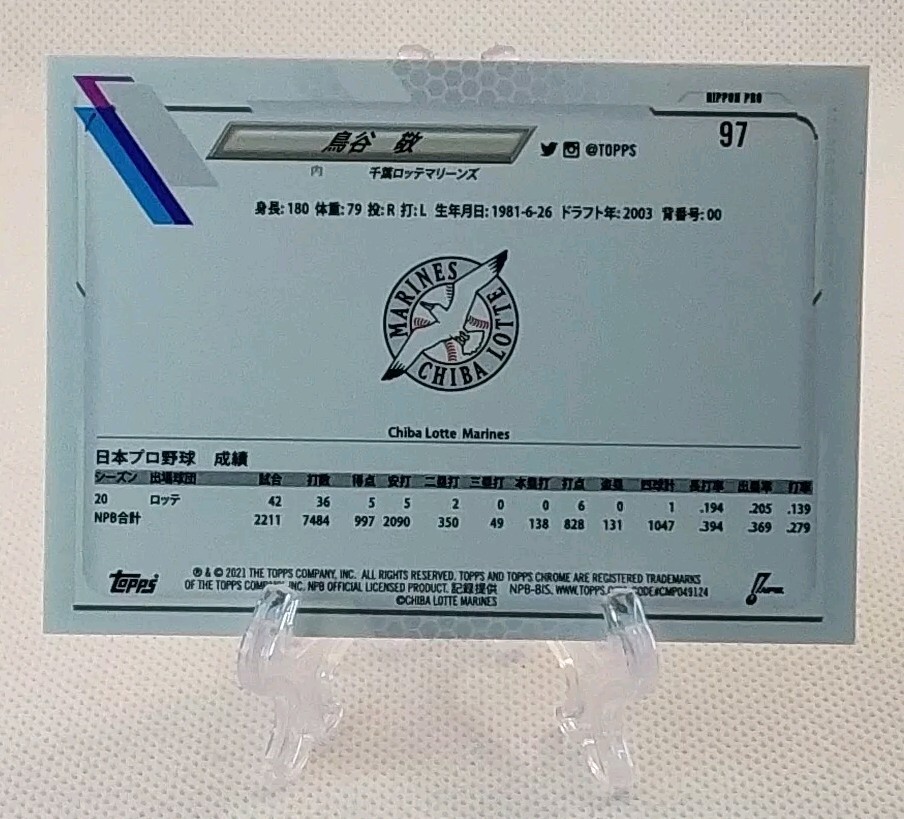 NIPPON PRO
97
鳥谷 敬
@TOPPS
内 千葉ロッテマリーンズ
身長: 180 体重: 79 投: R 打: L 生年月日: 1981-6-26 ドラフト年: 2003 背番号: 00
MARINES
CHIBA LOTTE
Chiba Lotte Marines
日本プロ野球 成績
シーズン 出場球団 試合 打数 得点 安打 二塁打 三塁打 本塁打 打点 盗塁 四球計 長打率 出塁率 打率
20 ロッテ 42 36 5 5 2 0 0 6 0 1 .194 .205 .139
NPB合計 2211 7484 997 2090 350 49 138 828 131 1047 .394 .369 .279
topps
® & © 2021 THE TOPPS COMPANY, INC. ALL RIGHTS RESERVED. TOPPS AND TOPPS CHROME ARE REGISTERED TRADEMARKS
OF THE TOPPS COMPANY, INC. NPB OFFICIAL LICENSED PRODUCT. 記録提供 NPB-BIS. WWW.TOPPS.COM CODE#CMP049124
©CHIBA LOTTE MARINES